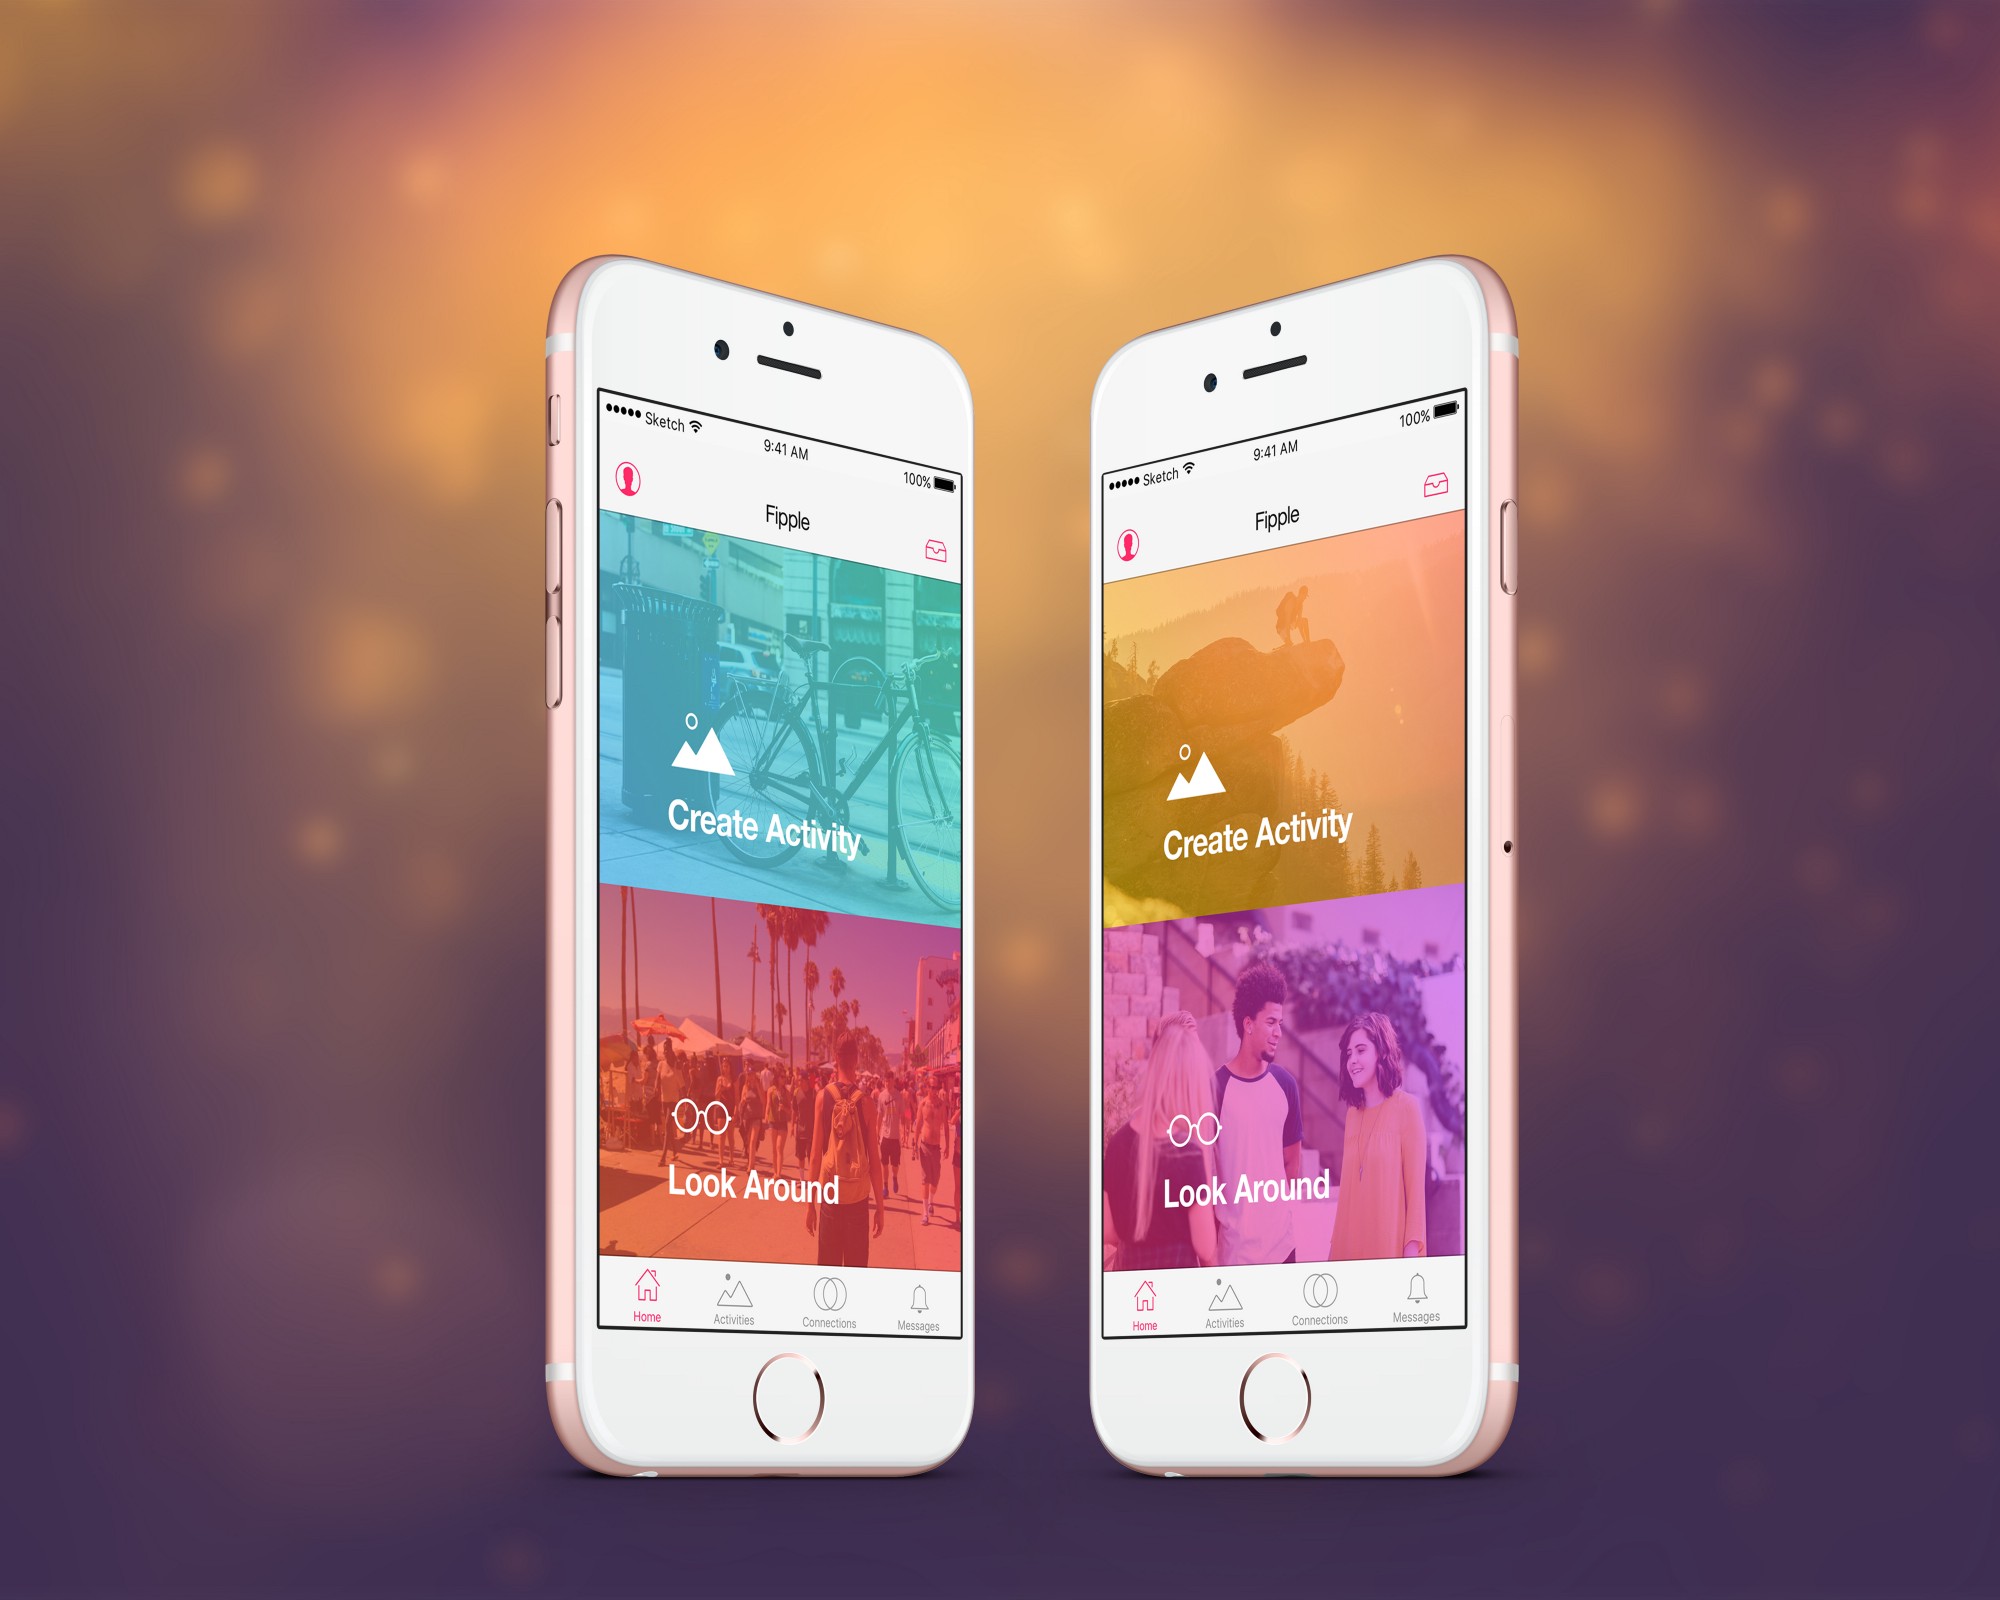 Sketch
9:41 AM
100%
Fipple
Create Activity
Look Around
Home
Activities
Connections
Messages
Sketch
9:41 AM
100%
Fipple
Create Activity
Look Around
Home
Activities
Connections
Messages